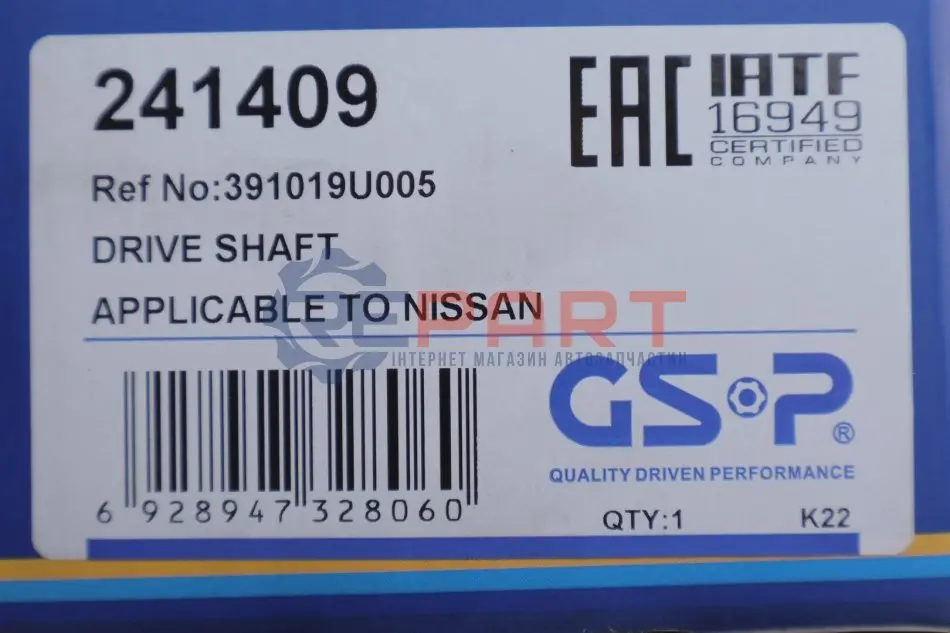 241409
EAC
IATF
16949
CERTIFIED
COMPANY
Ref No:391019U005
DRIVE SHAFT
APPLICABLE TO NISSAN
REPART
ІНТЕРНЕТ МАГАЗИН АВТОЗАПЧАСТИН
GSP®
QUALITY DRIVEN PERFORMANCE
6 928947 328060
QTY:1
K22